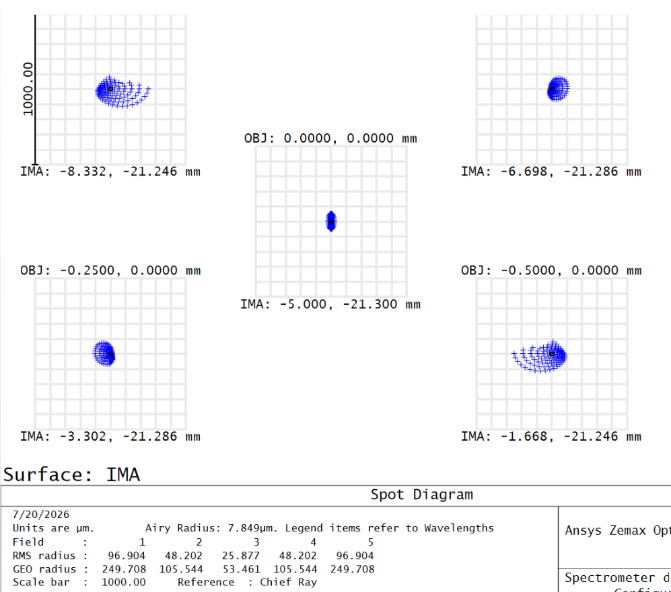 1000.00
IMA: -8.332, -21.246 mm
IMA: -6.698, -21.286 mm
OBJ: 0.0000, 0.0000 mm
IMA: -5.000, -21.300 mm
OBJ: -0.2500, 0.0000 mm
OBJ: -0.5000, 0.0000 mm
IMA: -3.302, -21.286 mm
IMA: -1.668, -21.246 mm
Surface: IMA
Spot Diagram
7/20/2026
Units are µm. Airy Radius: 7.849µm. Legend items refer to Wavelengths
Field : 1 2 3 4 5
RMS radius : 96.904 48.202 25.877 48.202 96.904
GEO radius : 249.708 105.544 53.461 105.544 249.708
Scale bar : 1000.00 Reference : Chief Ray
Ansys Zemax Opt
Spectrometer d